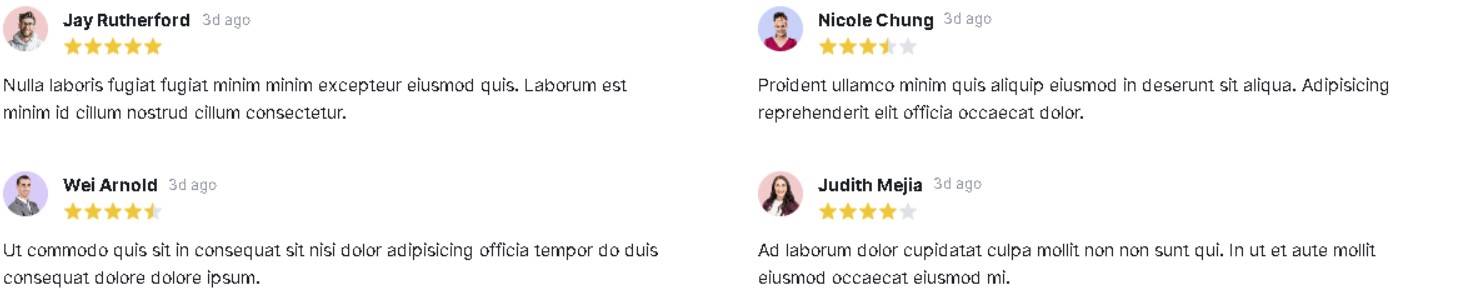 Jay Rutherford 3d ago
Nulla laboris fugiat fugiat minim minim excepteur eiusmod quis. Laborum est
minim id cillum nostrud cillum consectetur.
Nicole Chung 3d ago
Proident ullamco minim quis aliquip eiusmod in deserunt sit aliqua. Adipisicing
reprehenderit elit officia occaecat dolor.
Wei Arnold 3d ago
Ut commodo quis sit in consequat sit nisi dolor adipisicing officia tempor do duis
consequat dolore dolore ipsum.
Judith Mejia 3d ago
Ad laborum dolor cupidatat culpa mollit non non sunt qui. In ut et aute mollit
eiusmod occaecat eiusmod mi.